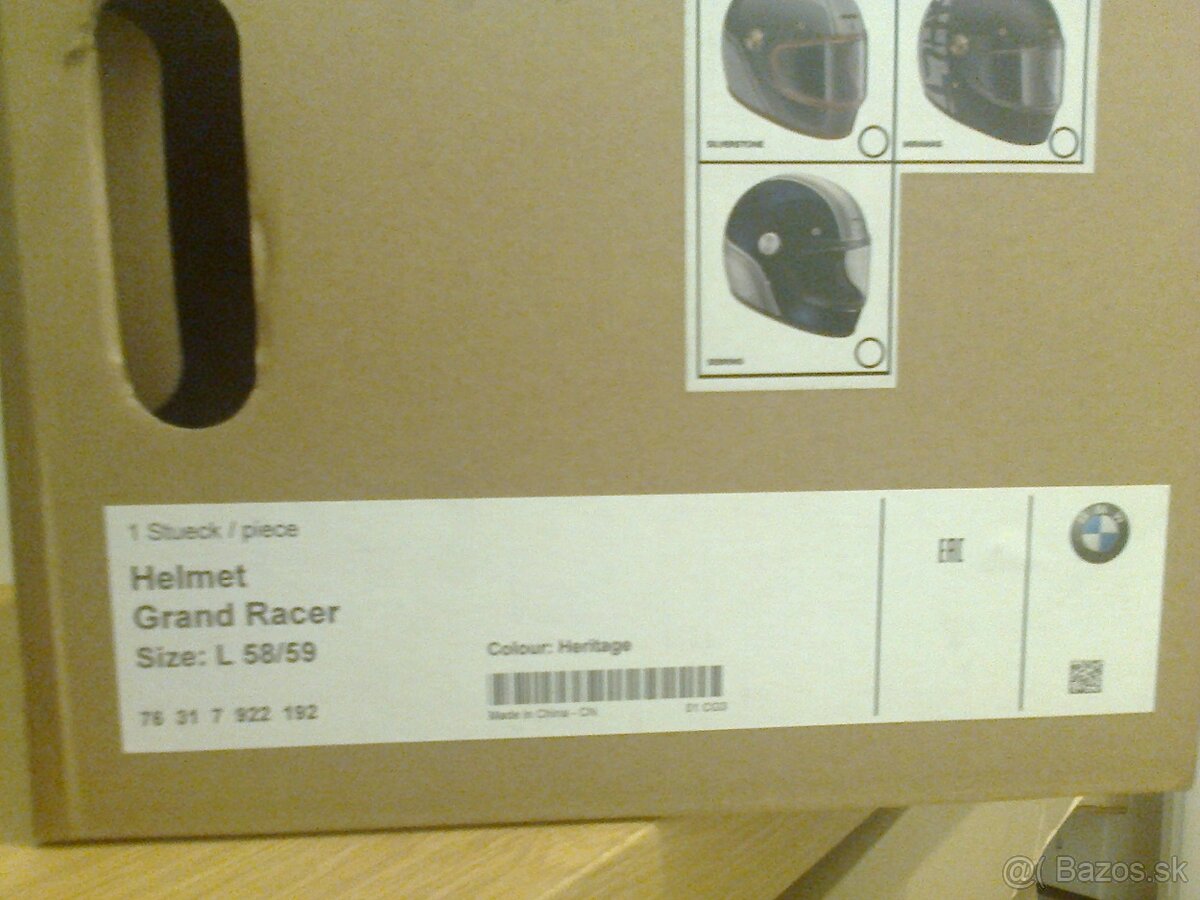 SILVERSTONE
1 Stueck / piece
Helmet
Grand Racer
Size: L 58/59
76 31 7 922 192
Colour: Heritage
Made in China - CN
EAC
BMW
@( Bazos.sk